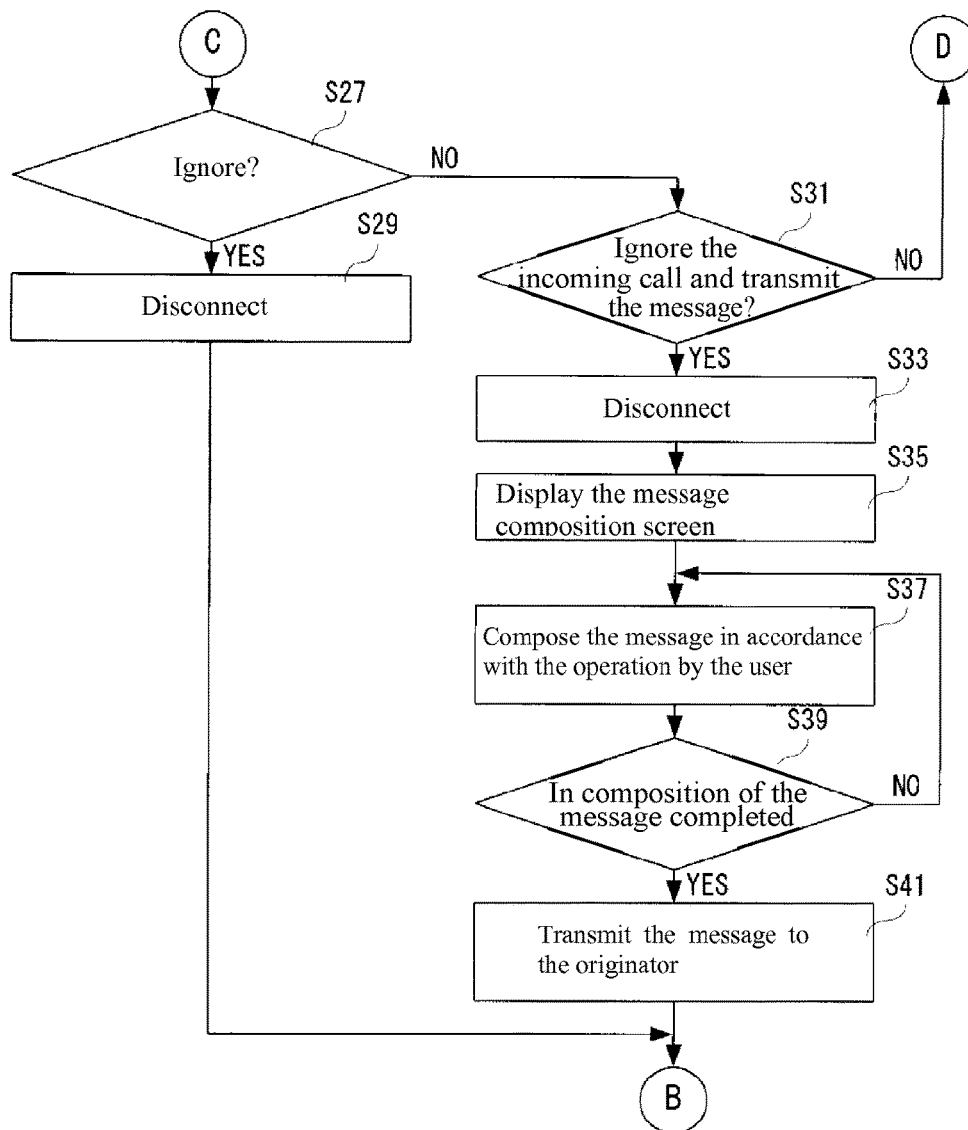 C
D
S27
Ignore?
NO
S29
YES
Disconnect
S31
Ignore the
incoming call and transmit
the message?
NO
YES
S33
Disconnect
S35
Display the message
composition screen
S37
Compose the message in accordance
with the operation by the user
S39
In composition of the
message completed
NO
YES
S41
Transmit the message to
the originator
B